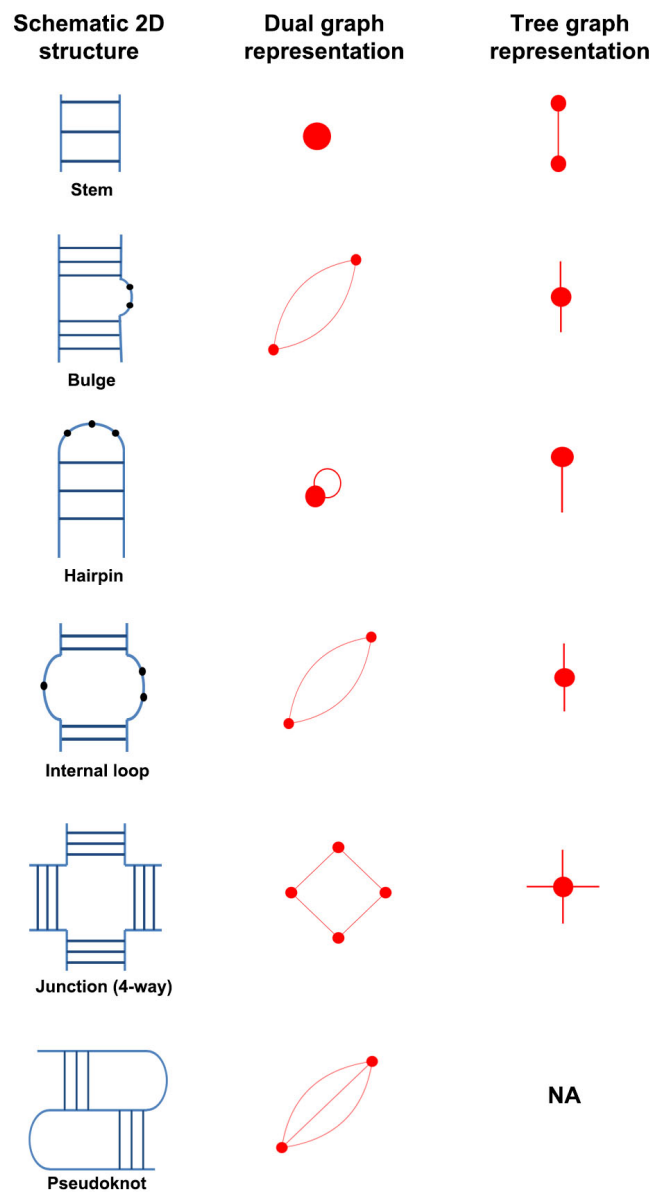 Schematic 2D structure
Dual graph representation
Tree graph representation
Stem
Bulge
Hairpin
Internal loop
Junction (4-way)
NA
Pseudoknot